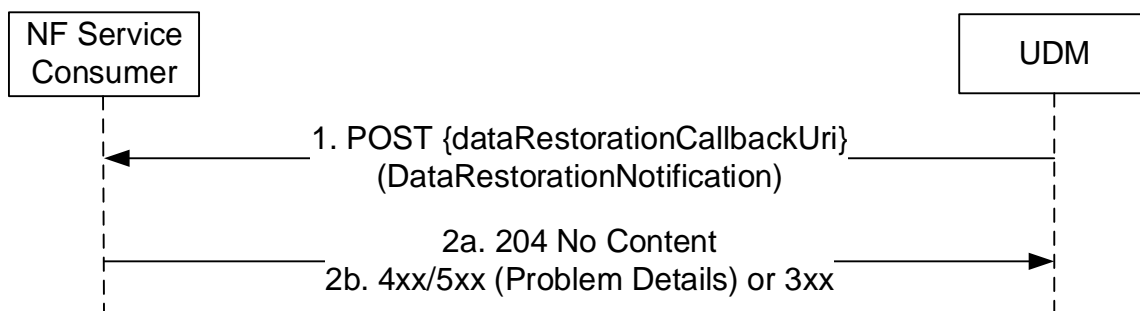 NF Service
Consumer
UDM
1. POST {dataRestorationCallbackUri}
(DataRestorationNotification)
2a. 204 No Content
2b. 4xx/5xx (Problem Details) or 3xx